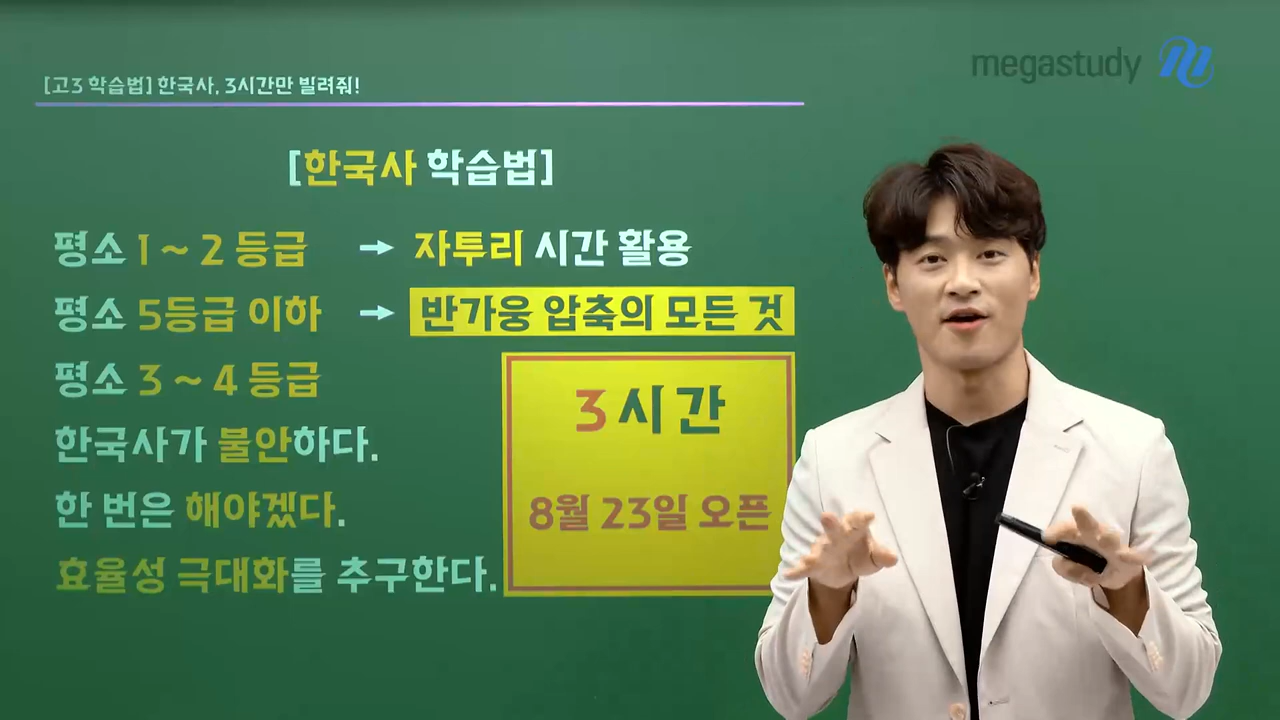 [고3 학습법] 한국사, 3시간만 빌려줘!
megastudy
[한국사 학습법]
평소 1 ~ 2 등급 → 자투리 시간 활용
평소 5등급 이하 → 반가웅 압축의 모든 것
평소 3 ~ 4 등급
한국사가 불안하다.
한 번은 해야겠다.
효율성 극대화를 추구한다.
3시간
8월 23일 오픈